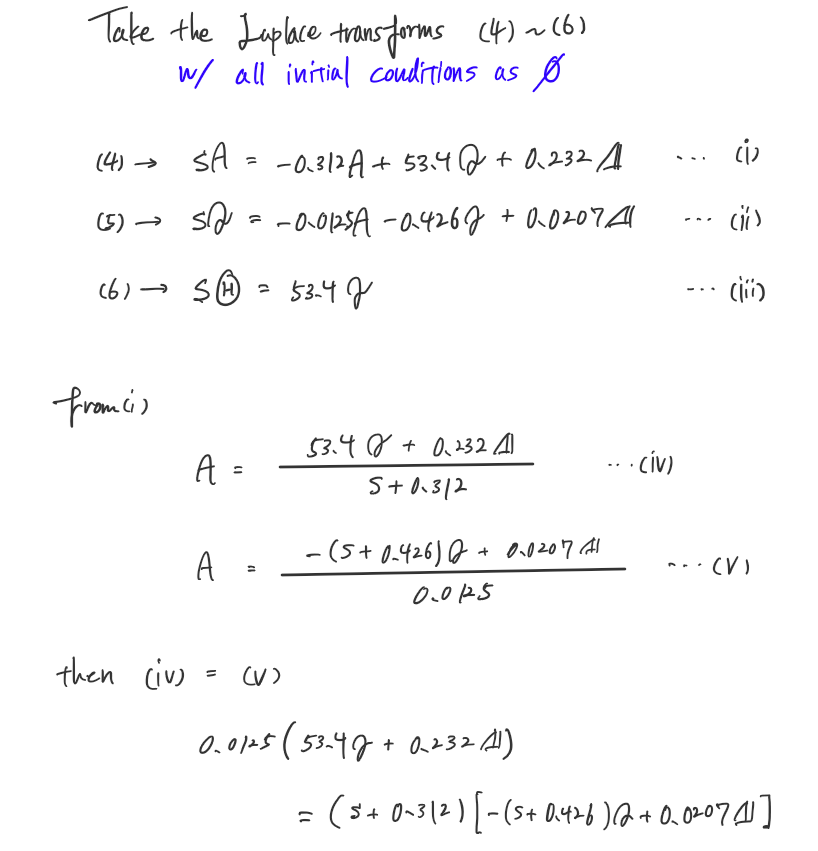 Take the Laplace transforms (4) ~ (6)
w/ all initial conditions as ∅
(4) → sA = -0.312A + 53.4Q + 0.232Δ ... (i)
(5) → sQ = -0.0125A - 0.426Q + 0.0207Δ ... (ii)
(6) → sⒽ = 53.4Q ... (iii)
from (i)
A = \frac{53.4Q + 0.232Δ}{s + 0.312} ... (iv)
A = \frac{-(s + 0.426)Q + 0.0207Δ}{0.0125} ... (v)
then (iv) = (v)
0.0125(53.4Q + 0.232Δ)
= (s + 0.312)[-(s + 0.426)Q + 0.0207Δ]